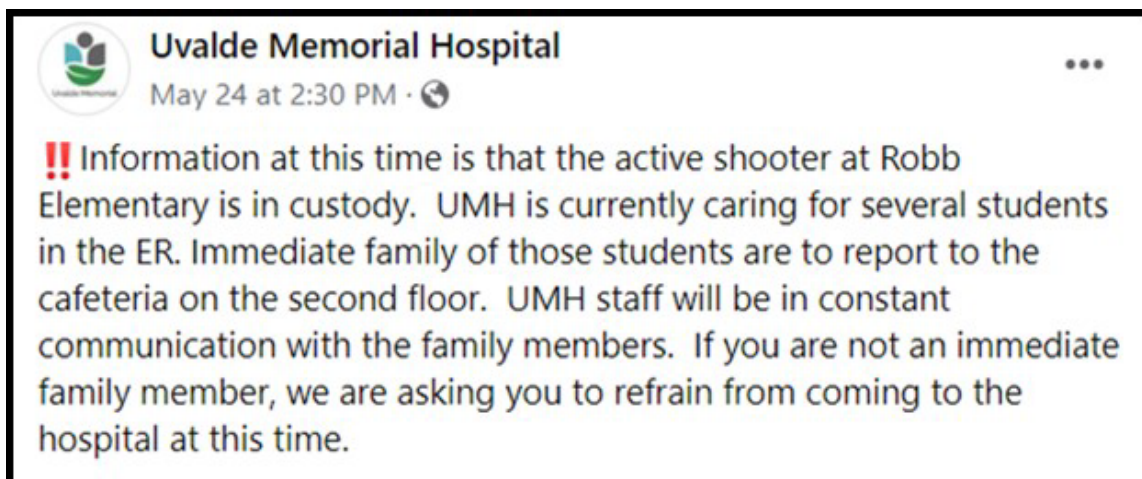 Uvalde Memorial Hospital
May 24 at 2:30 PM ·
‼️Information at this time is that the active shooter at Robb
Elementary is in custody.  UMH is currently caring for several students
in the ER. Immediate family of those students are to report to the
cafeteria on the second floor.  UMH staff will be in constant
communication with the family members.  If you are not an immediate
family member, we are asking you to refrain from coming to the
hospital at this time.